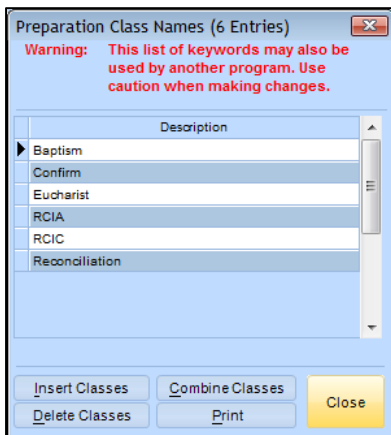 Preparation Class Names (6 Entries)
Warning: This list of keywords may also be
used by another program. Use
caution when making changes.
Description
Baptism
Confirm
Eucharist
RCIA
RCIC
Reconciliation
Insert Classes Combine Classes
Close
Delete Classes Print